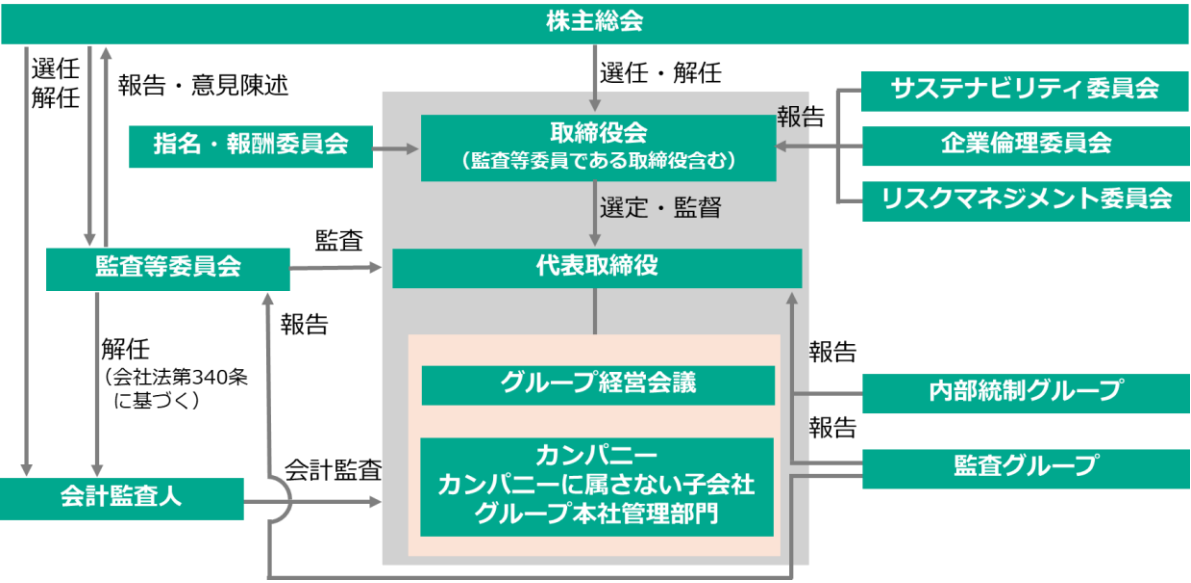 株主総会
選任
解任
報告・意見陳述
選任・解任
サステナビリティ委員会
報告
指名・報酬委員会
取締役会
（監査等委員である取締役含む）
企業倫理委員会
リスクマネジメント委員会
選定・監督
監査
監査等委員会
代表取締役
報告
解任
（会社法第340条
に基づく）
報告
グループ経営会議
内部統制グループ
報告
カンパニー
カンパニーに属さない子会社
グループ本社管理部門
監査グループ
会計監査
会計監査人